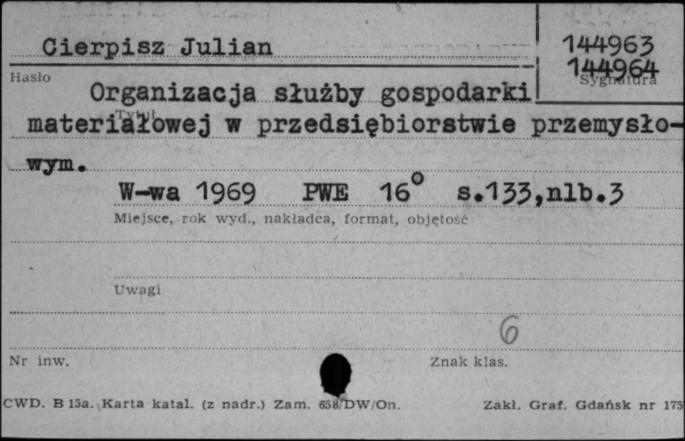 Cierpisz Julian
144963
144964
Hasło
Sygnatura
Organizacja służby gospodarki
Tytuł
materiałowej w przedsiębiorstwie przemysło-
wym.
W-wa 1969 PWE 16° s.133,nlb.3
Miejsce, rok wyd., nakładca, format, objętość
Uwagi
6
Nr inw.
Znak klas.
CWD. B 15a. Karta katal. (z nadr.) Zam. 658/DW/On.
Zakł. Graf. Gdańsk nr 175